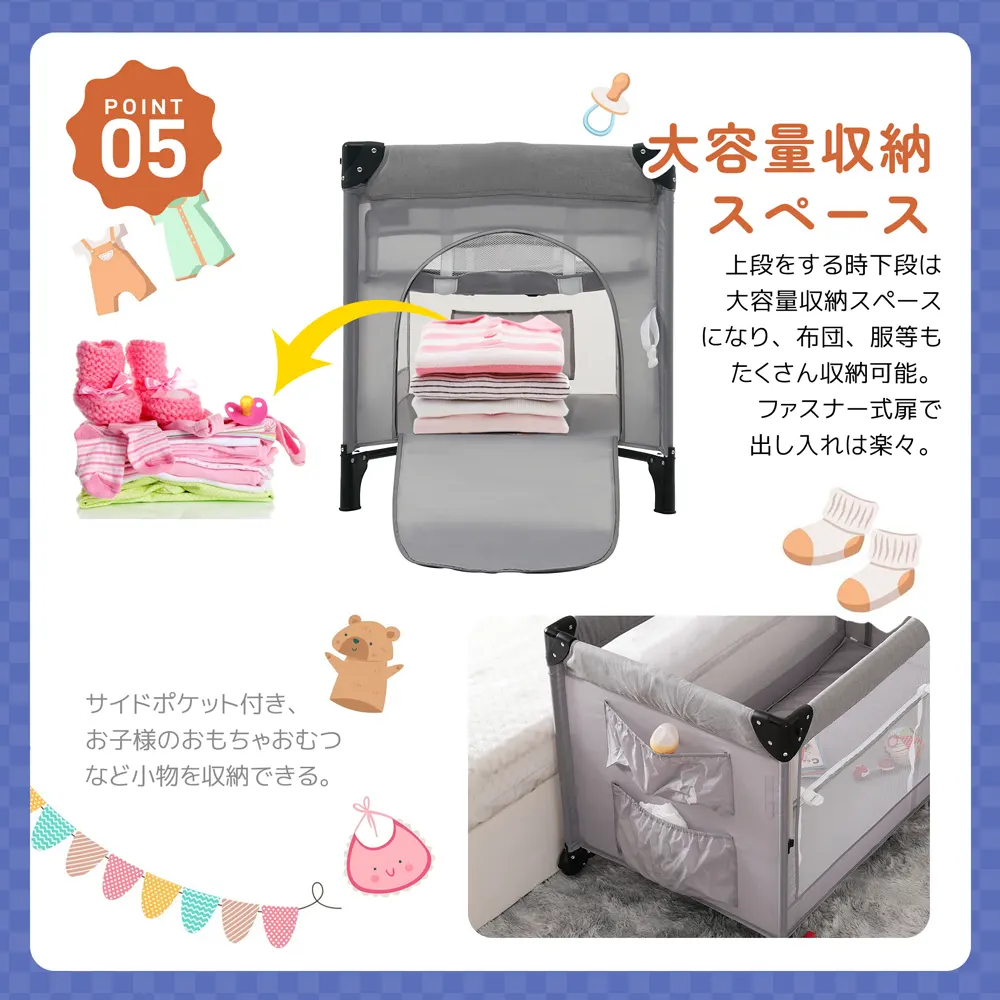 POINT
05
大容量収納
スペース
上段をする時下段は
大容量収納スペース
になり、布団、服等も
たくさん収納可能。
ファスナー式扉で
出し入れは楽々。
サイドポケット付き、
お子様のおもちゃおむつ
など小物を収納できる。